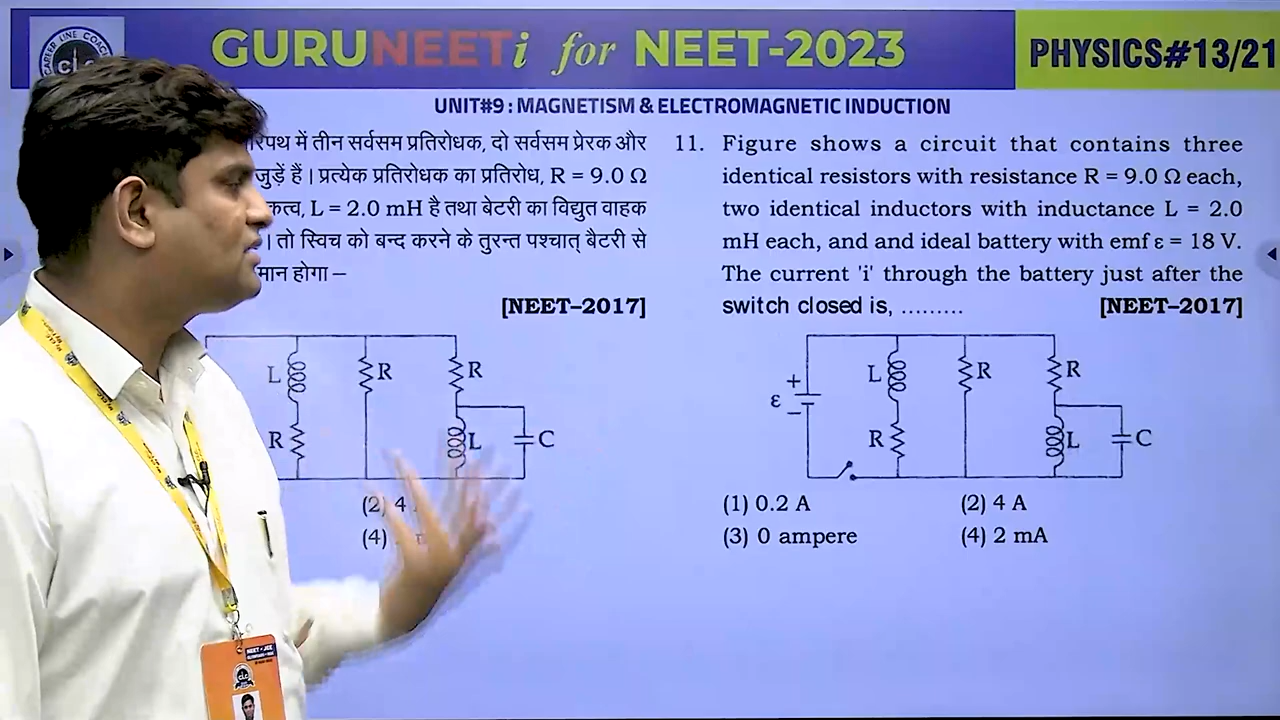 GURUNEETi for NEET-2023
PHYSICS#13/21
UNIT#9 : MAGNETISM & ELECTROMAGNETIC INDUCTION
में तीन सर्वसम प्रतिरोधक, दो सर्वसम प्रेरक और
जुड़ें हैं। प्रत्येक प्रतिरोधक का प्रतिरोध, R = 9.0 Ω
L = 2.0 mH है तथा बेटरी का विद्युत वाहक
। तो स्विच को बन्द करने के तुरन्त पश्चात् बैटरी से
मान होगा –
[NEET–2017]
L R R
R L C
(2) 4
(4)
11. Figure shows a circuit that contains three
identical resistors with resistance R = 9.0 Ω each,
two identical inductors with inductance L = 2.0
mH each, and and ideal battery with emf ε = 18 V.
The current 'i' through the battery just after the
switch closed is, ......... [NEET–2017]
+ L R R
ε
– R L C
(1) 0.2 A (2) 4 A
(3) 0 ampere (4) 2 mA
NEET - JEE
CLC